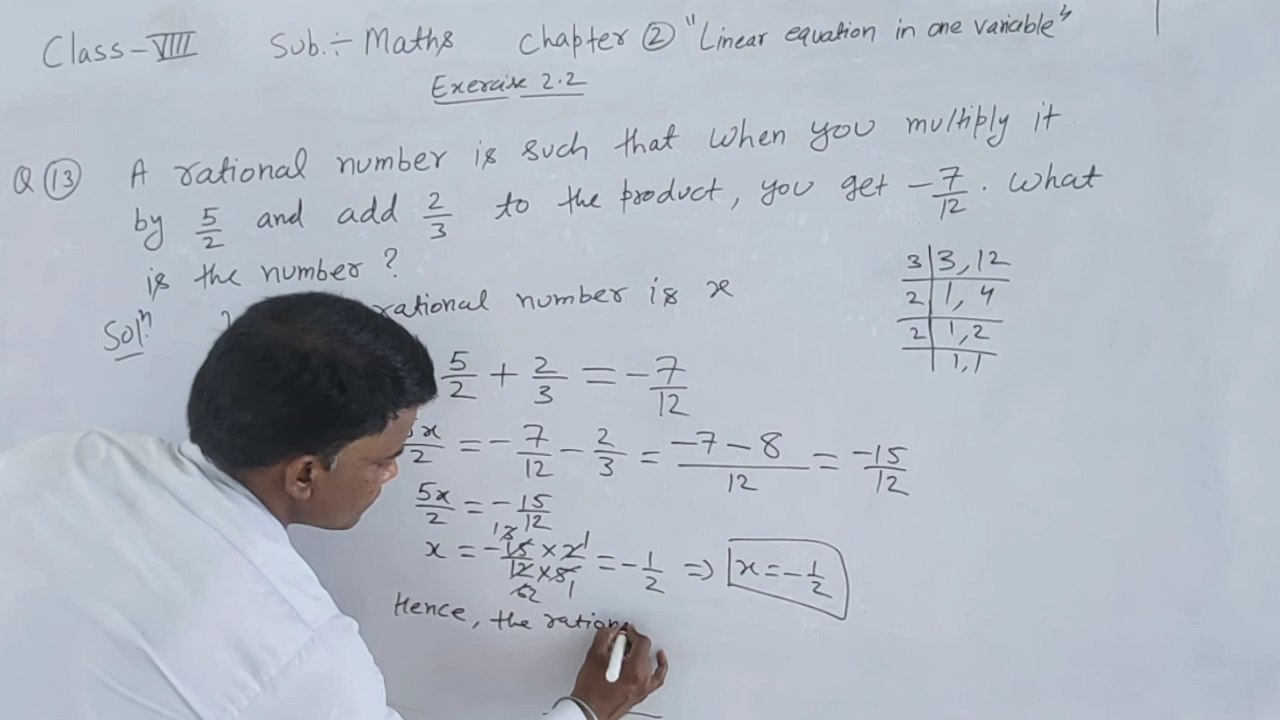 Class-VIII Sub.:- Maths Chapter ② "Linear equation in one variable"
Exercise 2.2
Q ⑬ A rational number is such that when you multiply it
by 5/2 and add 2/3 to the product, you get -7/12. What
is the number?
Solⁿ. rational number is x
5/2 + 2/3 = -7/12
x/2 = -7/12 - 2/3 = (-7-8)/12 = -15/12
5x/2 = -15/12
x = -(15×2)/(12×5) = -1/2 ⇒ x = -1/2
Hence, the ration
3 | 3, 12
2 | 1, 4
2 | 1, 2
1, 1